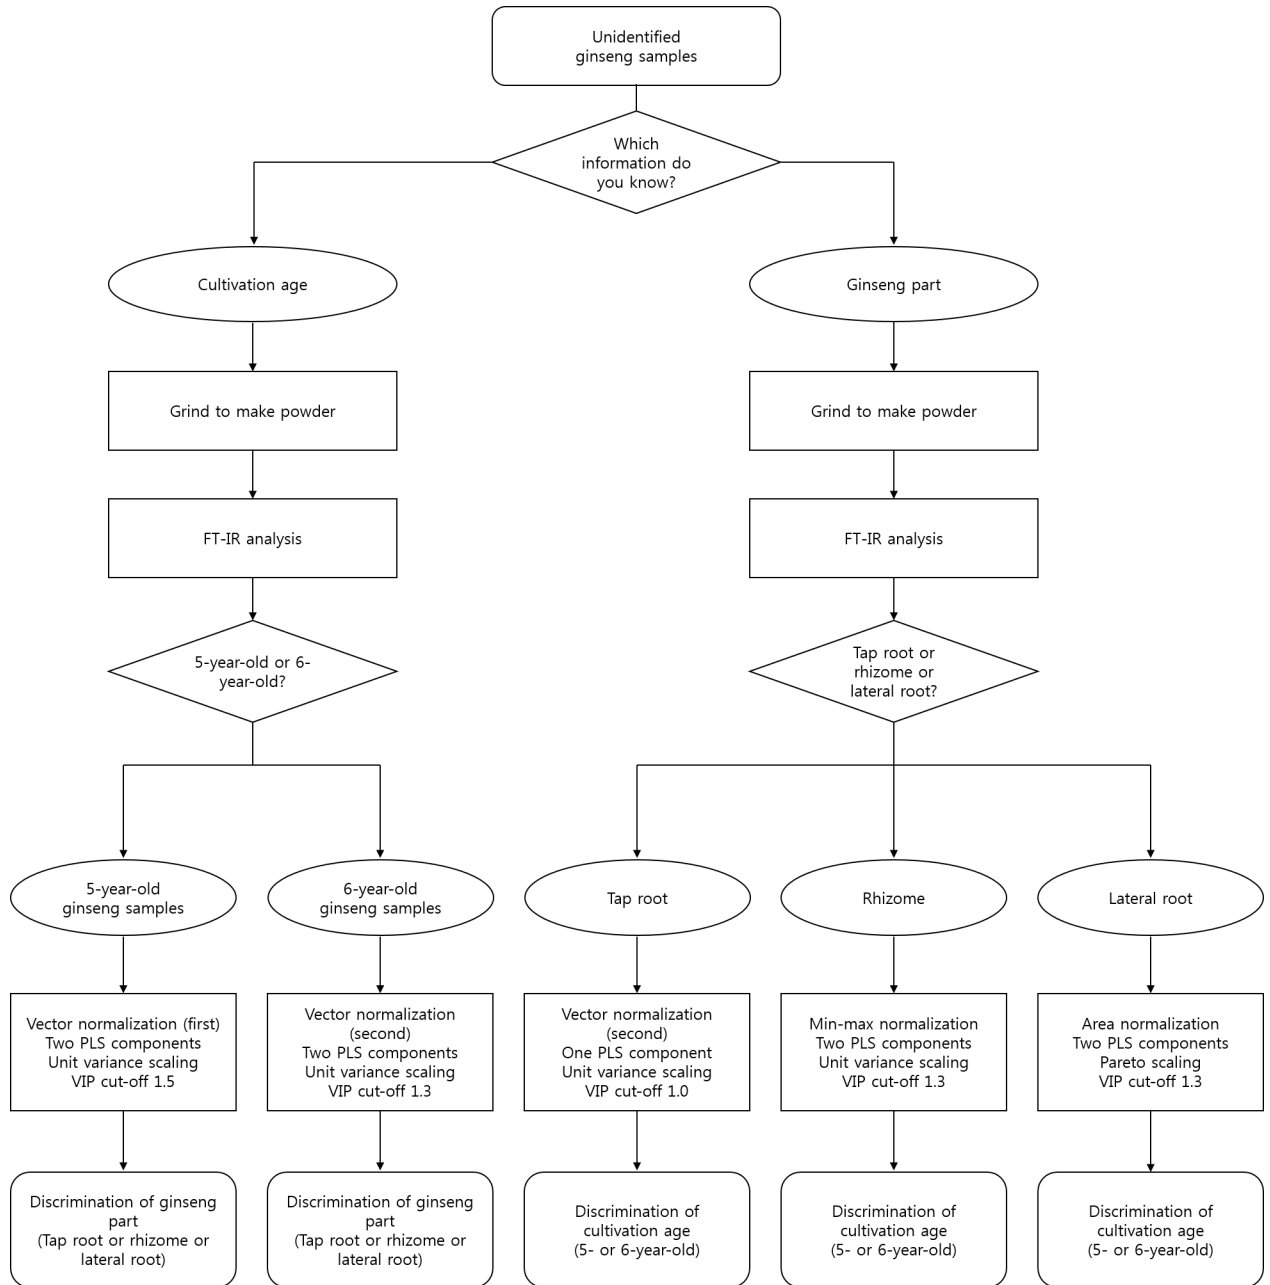 Unidentified
ginseng samples
Which
information do
you know?
Cultivation age
Ginseng part
Grind to make powder
Grind to make powder
FT-IR analysis
FT-IR analysis
5-year-old or 6-
year-old?
Tap root or
rhizome or
lateral root?
5-year-old
ginseng samples
6-year-old
ginseng samples
Tap root
Rhizome
Lateral root
Vector normalization (first)
Two PLS components
Unit variance scaling
VIP cut-off 1.5
Vector normalization
(second)
Two PLS components
Unit variance scaling
VIP cut-off 1.3
Vector normalization
(second)
One PLS component
Unit variance scaling
VIP cut-off 1.0
Min-max normalization
Two PLS components
Unit variance scaling
VIP cut-off 1.3
Area normalization
Two PLS components
Pareto scaling
VIP cut-off 1.3
Discrimination of ginseng
part
(Tap root or rhizome or
lateral root)
Discrimination of ginseng
part
(Tap root or rhizome or
lateral root)
Discrimination of
cultivation age
(5- or 6-year-old)
Discrimination of
cultivation age
(5- or 6-year-old)
Discrimination of
cultivation age
(5- or 6-year-old)